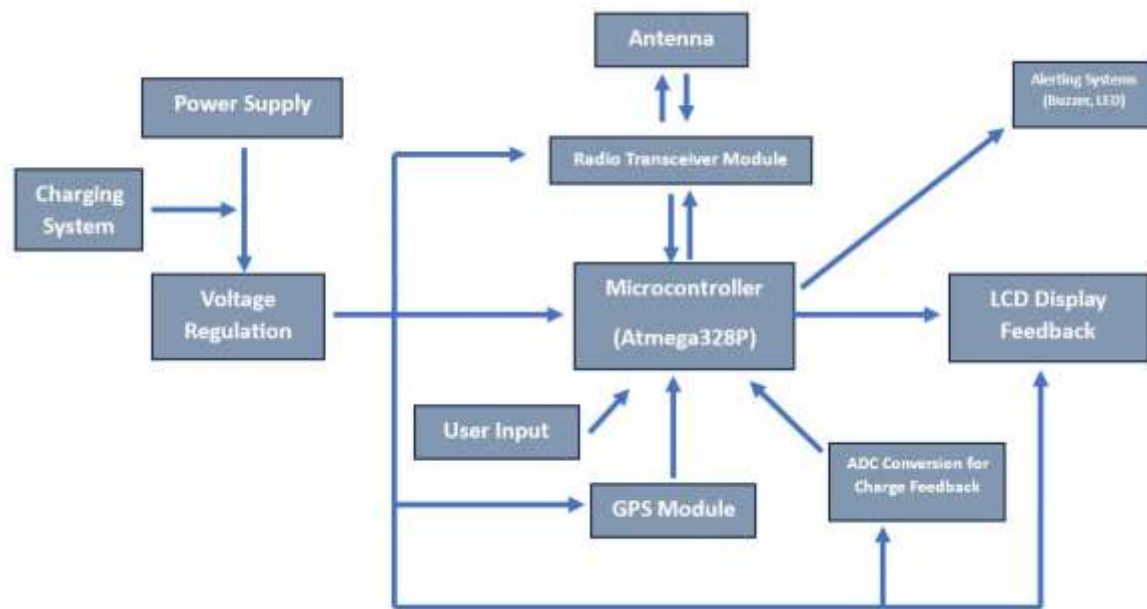 Antenna
Alerting Systems
(Buzzer, LED)
Power Supply
Radio Transceiver Module
Charging
System
Voltage
Regulation
Microcontroller
(Atmega328P)
LCD Display
Feedback
User Input
ADC Conversion for
Charge Feedback
GPS Module